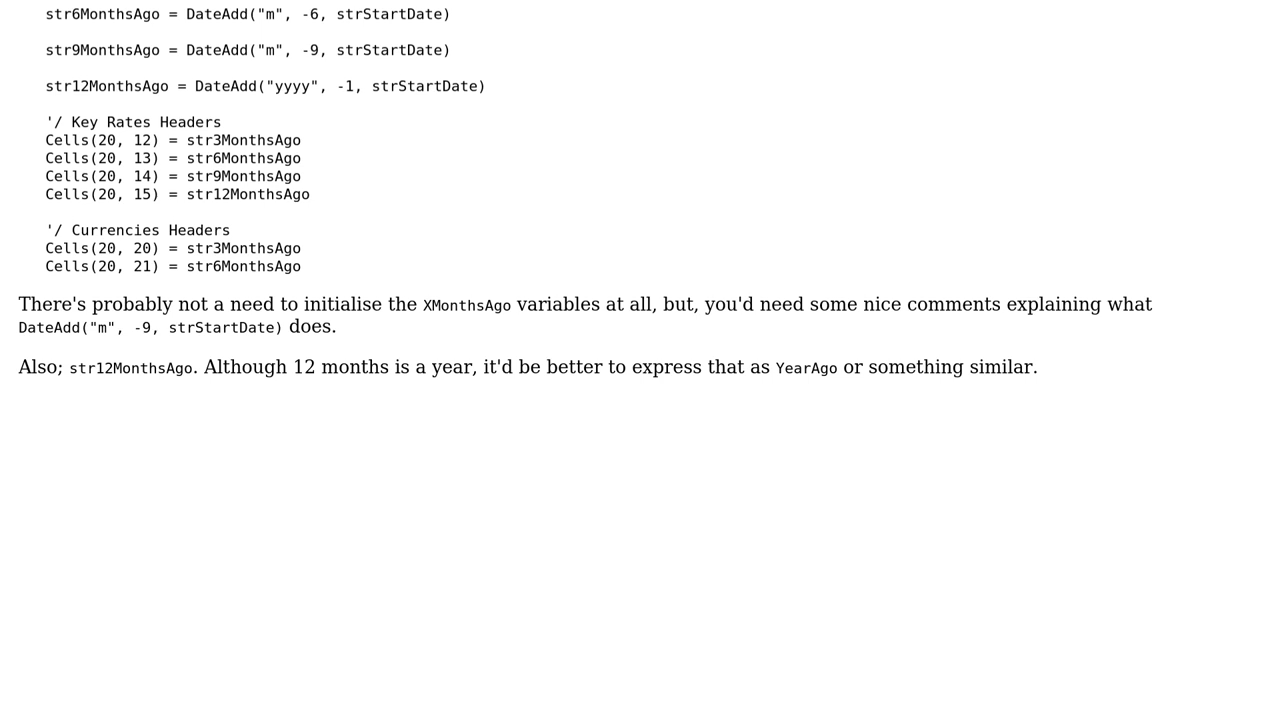 str6MonthsAgo = DateAdd("m", -6, strStartDate)
str9MonthsAgo = DateAdd("m", -9, strStartDate)
str12MonthsAgo = DateAdd("yyyy", -1, strStartDate)
'/ Key Rates Headers
Cells(20, 12) = str3MonthsAgo
Cells(20, 13) = str6MonthsAgo
Cells(20, 14) = str9MonthsAgo
Cells(20, 15) = str12MonthsAgo
'/ Currencies Headers
Cells(20, 20) = str3MonthsAgo
Cells(20, 21) = str6MonthsAgo
There's probably not a need to initialise the XMonthsAgo variables at all, but, you'd need some nice comments explaining what
DateAdd("m", -9, strStartDate) does.
Also; str12MonthsAgo. Although 12 months is a year, it'd be better to express that as YearAgo or something similar.